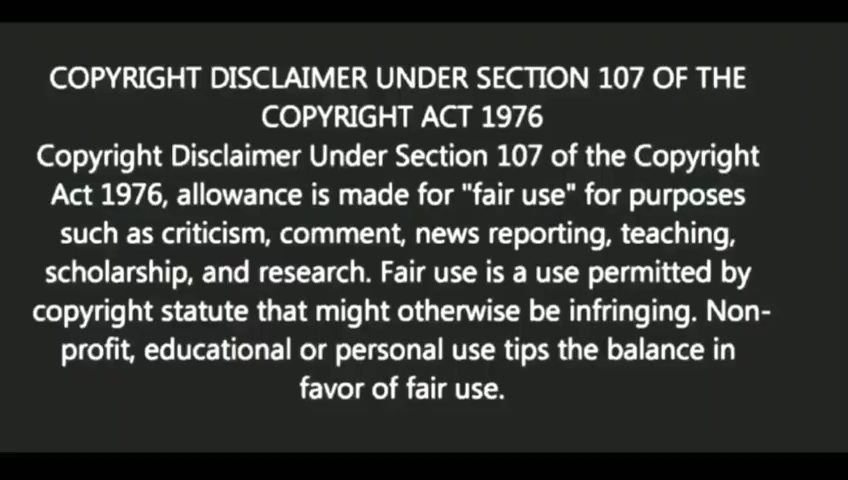 COPYRIGHT DISCLAIMER UNDER SECTION 107 OF THE
COPYRIGHT ACT 1976
Copyright Disclaimer Under Section 107 of the Copyright
Act 1976, allowance is made for "fair use" for purposes
such as criticism, comment, news reporting, teaching,
scholarship, and research. Fair use is a use permitted by
copyright statute that might otherwise be infringing. Non-
profit, educational or personal use tips the balance in
favor of fair use.